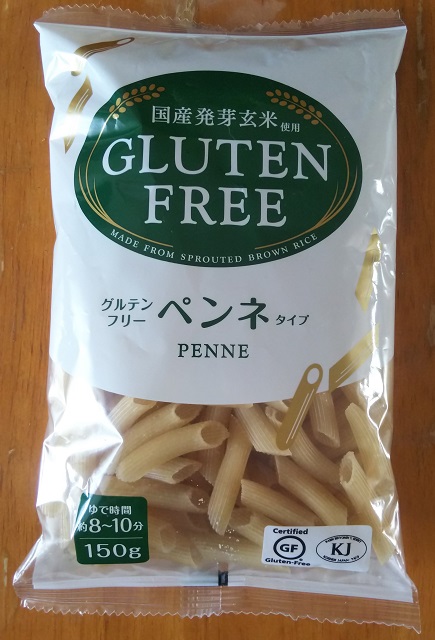 国産発芽玄米使用
GLUTEN
FREE
MADE FROM SPROUTED BROWN RICE
グルテン
フリー
ペンネタイプ
PENNE
ゆで時間
約8~10分
150g
Certified
GF
Gluten-Free
KJ